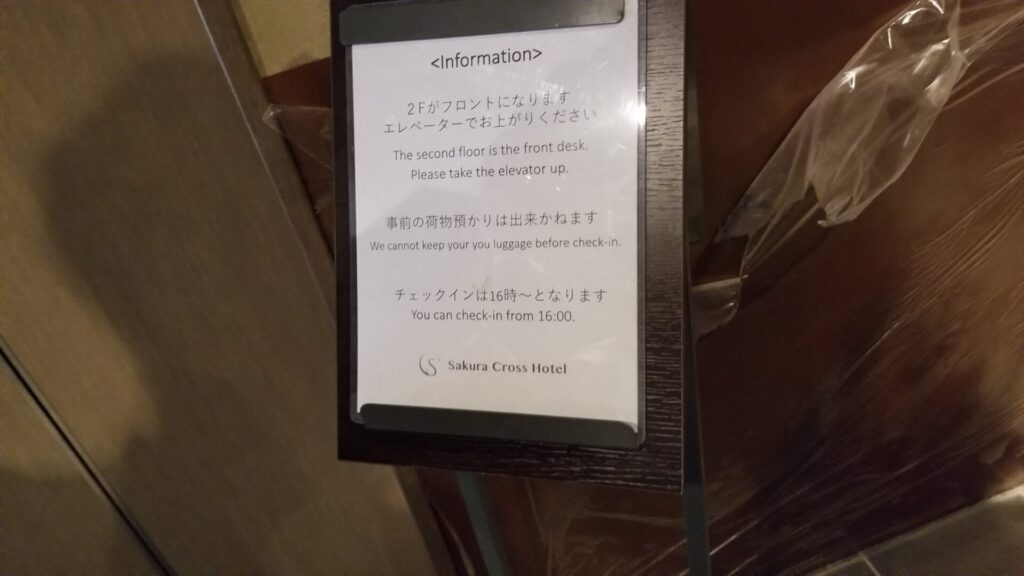 <Information>
2Fがフロントになります
エレベーターでお上がりください
The second floor is the front desk.
Please take the elevator up.
事前の荷物預かりは出来かねます
We cannot keep your you luggage before check-in.
チェックインは16時～となります
You can check-in from 16:00.
Sakura Cross Hotel